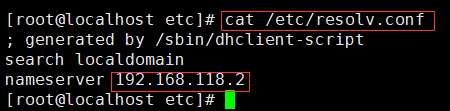 [root@localhost etc]# cat /etc/resolv.conf
; generated by /sbin/dhclient-script
search localdomain
nameserver 192.168.118.2
[root@localhost etc]#